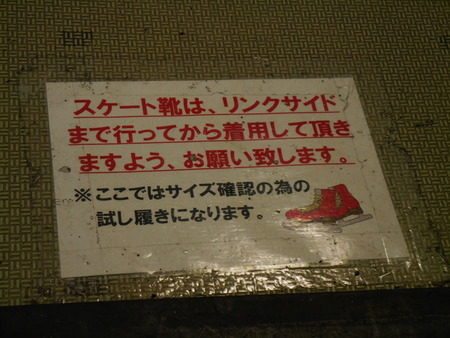 スケート靴は、リンクサイド
まで行ってから着用して頂き
ますよう、お願い致します。
※ここではサイズ確認の為の
試し履きになります。